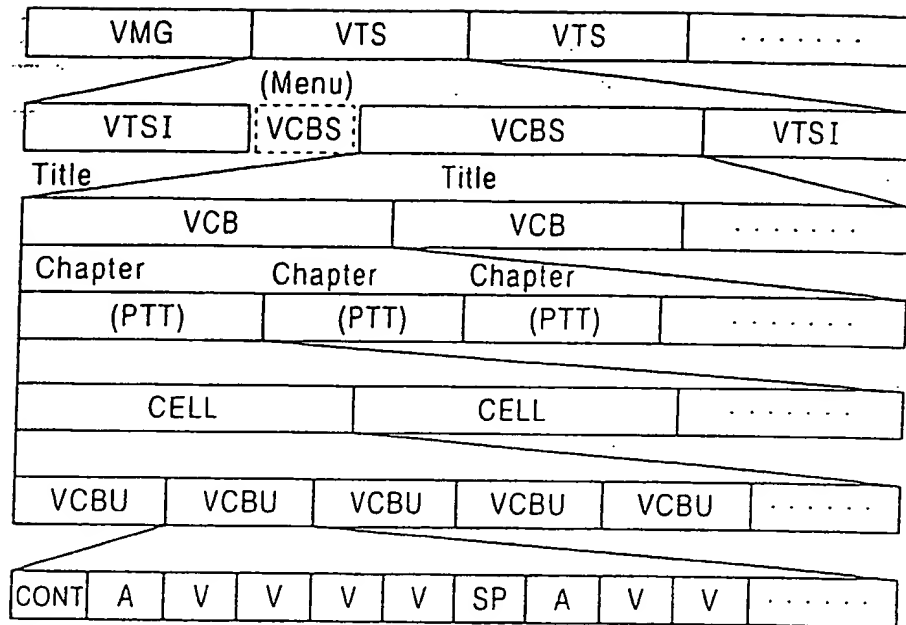 VMG VTS VTS .......
(Menu)
VTSI VCBS VCBS VTSI
Title Title
VCB VCB .......
Chapter Chapter Chapter
(PTT) (PTT) (PTT) .......
CELL CELL .......
VCBU VCBU VCBU VCBU VCBU ......
CONT A V V V V SP A V V ......